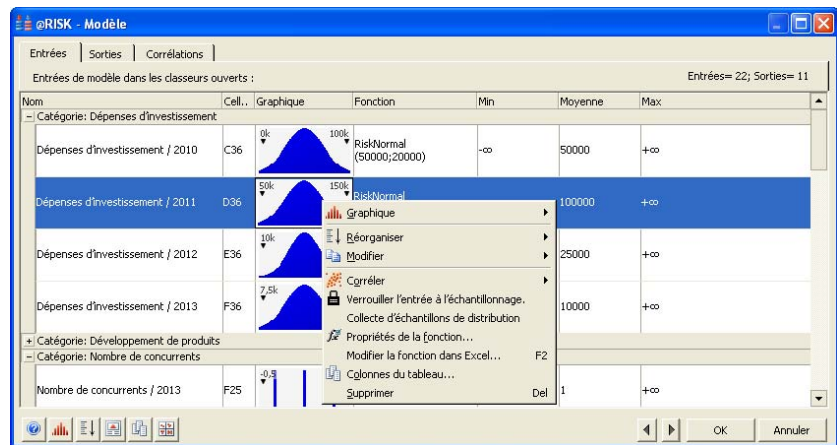 @RISK - Modèle
Entrées Sorties Corrélations
Entrées de modèle dans les classeurs ouverts :
Entrées= 22; Sorties= 11
Nom Cell.. Graphique Fonction Min Moyenne Max
Catégorie: Dépenses d'investissement
Dépenses d'investissement / 2010 C36 0k 100k RiskNormal (50000;20000) -∞ 50000 +∞
Dépenses d'investissement / 2011 D36 50k 150k RiskNormal 100000 +∞
Dépenses d'investissement / 2012 E36 10k 25000 +∞
Dépenses d'investissement / 2013 F36 7,5k 10000 +∞
Catégorie: Développement de produits
Catégorie: Nombre de concurrents
Nombre de concurrents / 2013 F25 -0,5 1 +∞
Graphique
Réorganiser
Modifier
Corréler
Verrouiller l'entrée à l'échantillonnage.
Collecte d'échantillons de distribution
Propriétés de la fonction...
Modifier la fonction dans Excel... F2
Colonnes du tableau...
Supprimer Del
OK Annuler